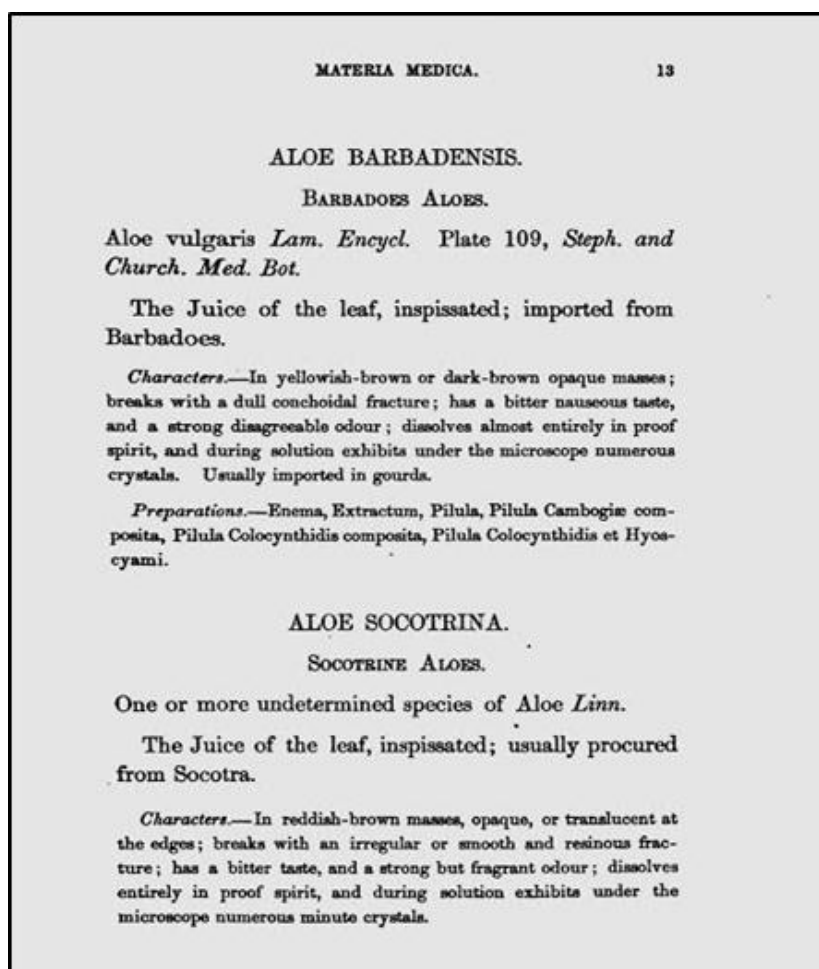 MATERIA MEDICA. 13
ALOE BARBADENSIS.
BARBADOES ALOES.
Aloe vulgaris Lam. Encycl. Plate 109, Steph. and
Church. Med. Bot.
The Juice of the leaf, inspissated; imported from
Barbadoes.
Characters.—In yellowish-brown or dark-brown opaque masses;
breaks with a dull conchoidal fracture; has a bitter nauseous taste,
and a strong disagreeable odour; dissolves almost entirely in proof
spirit, and during solution exhibits under the microscope numerous
crystals. Usually imported in gourds.
Preparations.—Enema, Extractum, Pilula, Pilula Cambogiæ com-
posita, Pilula Colocynthidis composita, Pilula Colocynthidis et Hyos-
cyami.
ALOE SOCOTRINA.
SOCOTRINE ALOES.
One or more undetermined species of Aloe Linn.
The Juice of the leaf, inspissated; usually procured
from Socotra.
Characters.—In reddish-brown masses, opaque, or translucent at
the edges; breaks with an irregular or smooth and resinous frac-
ture; has a bitter taste, and a strong but fragrant odour; dissolves
entirely in proof spirit, and during solution exhibits under the
microscope numerous minute crystals.